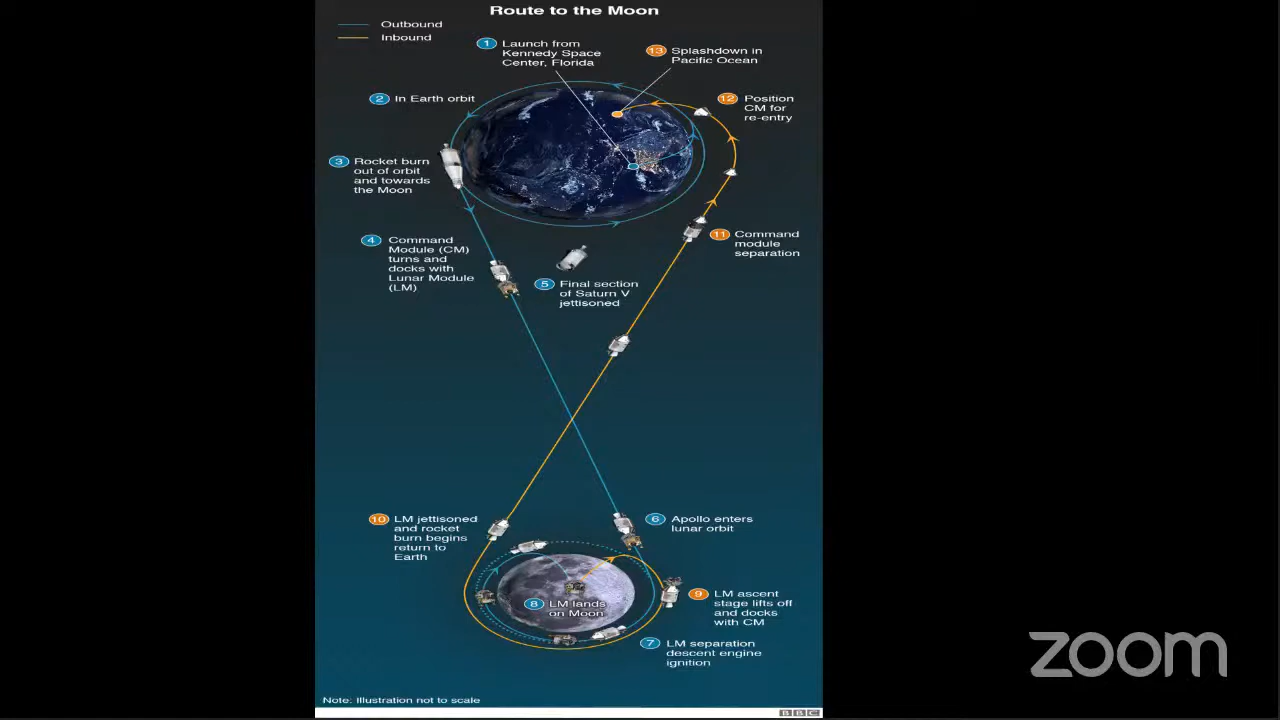 Route to the Moon
Outbound
Inbound
1 Launch from
Kennedy Space
Center, Florida
13 Splashdown in
Pacific Ocean
2 In Earth orbit
12 Position
CM for
re-entry
3 Rocket burn
out of orbit
and towards
the Moon
4 Command
Module (CM)
turns and
docks with
Lunar Module
(LM)
11 Command
module
separation
5 Final section
of Saturn V
jettisoned
10 LM jettisoned
and rocket
burn begins
return to
Earth
6 Apollo enters
lunar orbit
8 LM lands
on Moon
9 LM ascent
stage lifts off
and docks
with CM
7 LM separation
descent engine
ignition
Note: Illustration not to scale
BBC
zoom